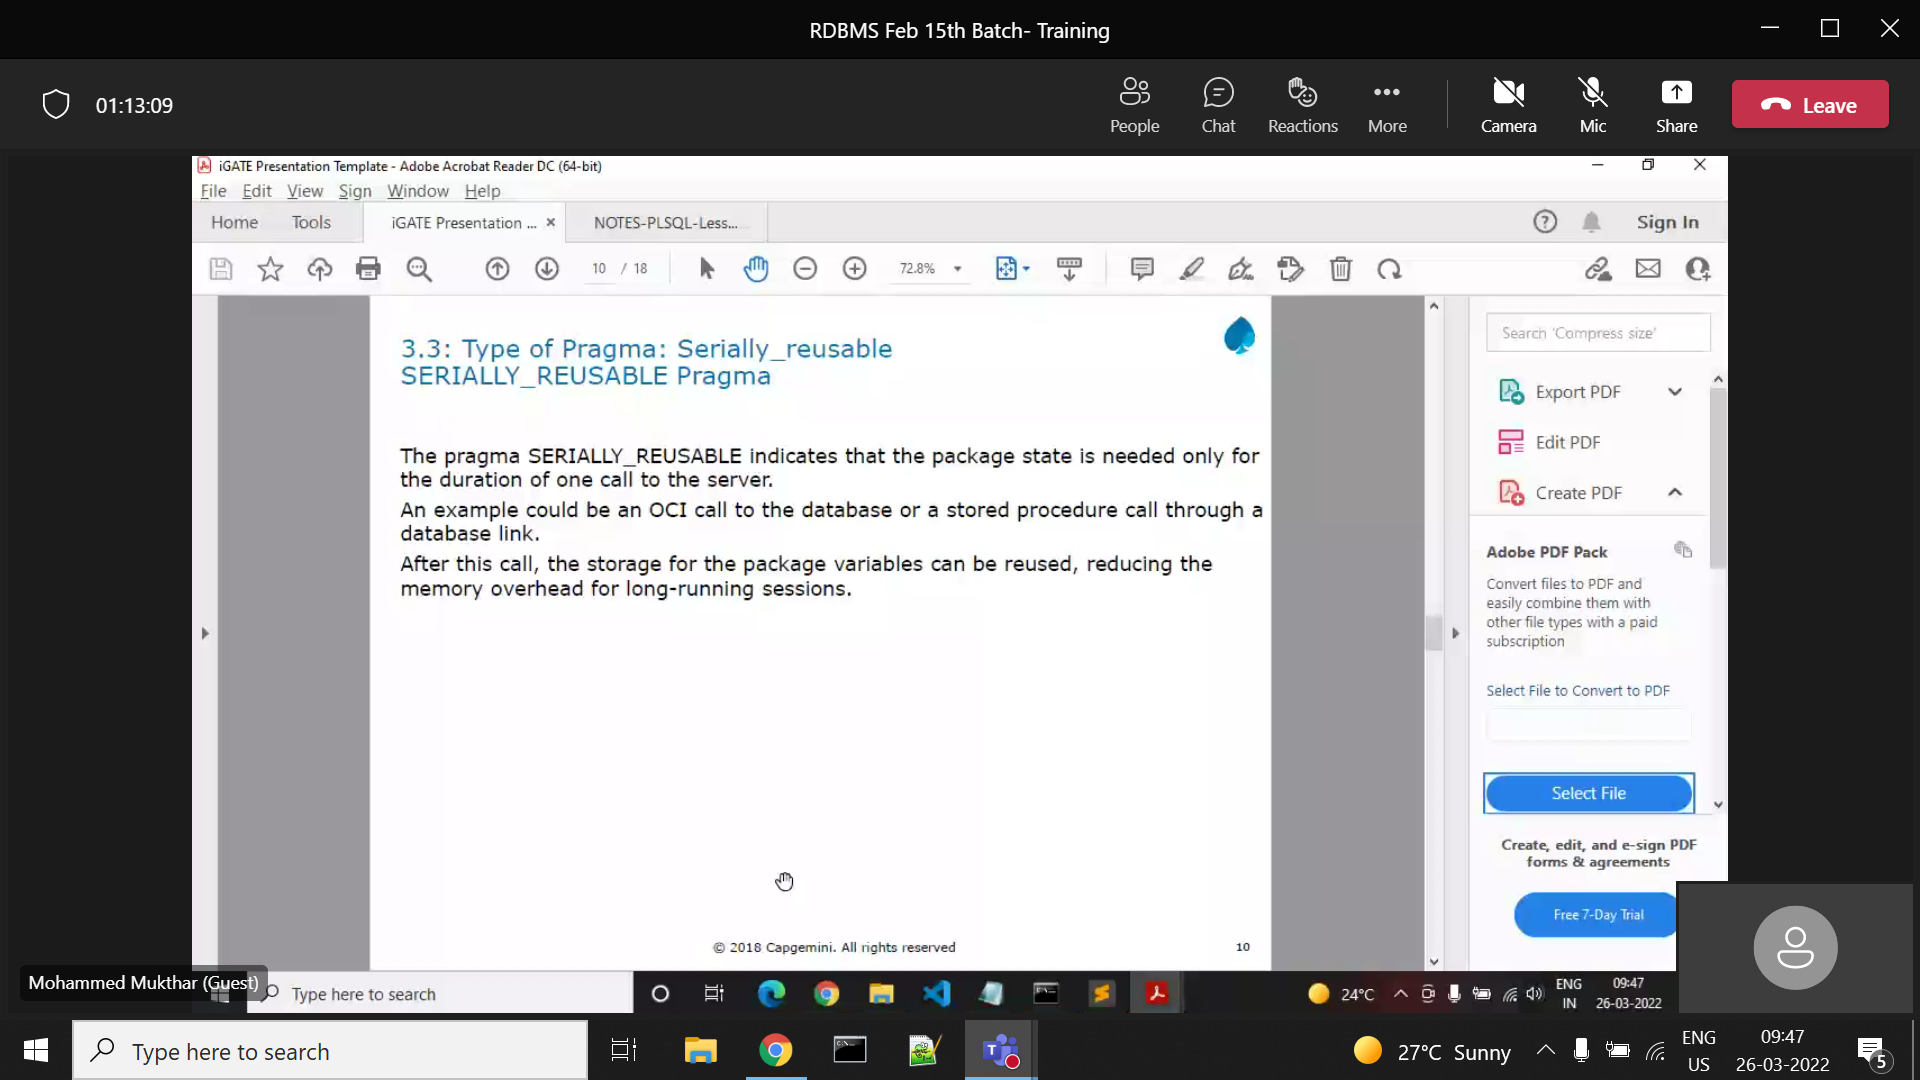 RDBMS Feb 15th Batch- Training
01:13:09
People
Chat
Reactions
More
Camera
Mic
Share
Leave
iGATE Presentation Template - Adobe Acrobat Reader DC (64-bit)
File Edit View Sign Window Help
Home Tools iGATE Presentation ... × NOTES-PLSQL-Less... Sign In
10 / 18 72.8%
3.3: Type of Pragma: Serially_reusable
SERIALLY_REUSABLE Pragma
The pragma SERIALLY_REUSABLE indicates that the package state is needed only for
the duration of one call to the server.
An example could be an OCI call to the database or a stored procedure call through a
database link.
After this call, the storage for the package variables can be reused, reducing the
memory overhead for long-running sessions.
© 2018 Capgemini. All rights reserved
10
Search 'Compress size'
Export PDF
Edit PDF
Create PDF
Adobe PDF Pack
Convert files to PDF and
easily combine them with
other file types with a paid
subscription
Select File to Convert to PDF
Select File
Create, edit, and e-sign PDF
forms & agreements
Free 7-Day Trial
Mohammed Mukthar (Guest)
Type here to search
24°C
ENG
IN
09:47
26-03-2022
Type here to search
27°C Sunny
ENG
US
09:47
26-03-2022
5